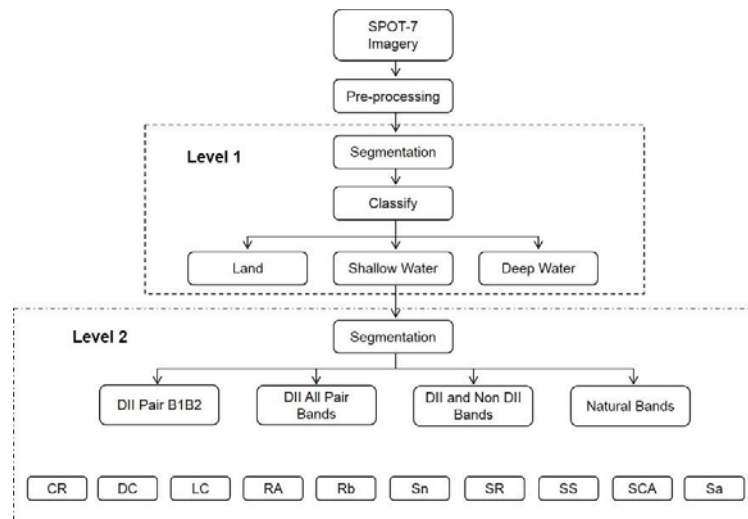 SPOT-7
Imagery
Pre-processing
Level 1
Segmentation
Classify
Land
Shallow Water
Deep Water
Level 2
Segmentation
DII Pair B1B2
DII All Pair
Bands
DII and Non DII
Bands
Natural Bands
CR
DC
LC
RA
Rb
Sn
SR
SS
SCA
Sa